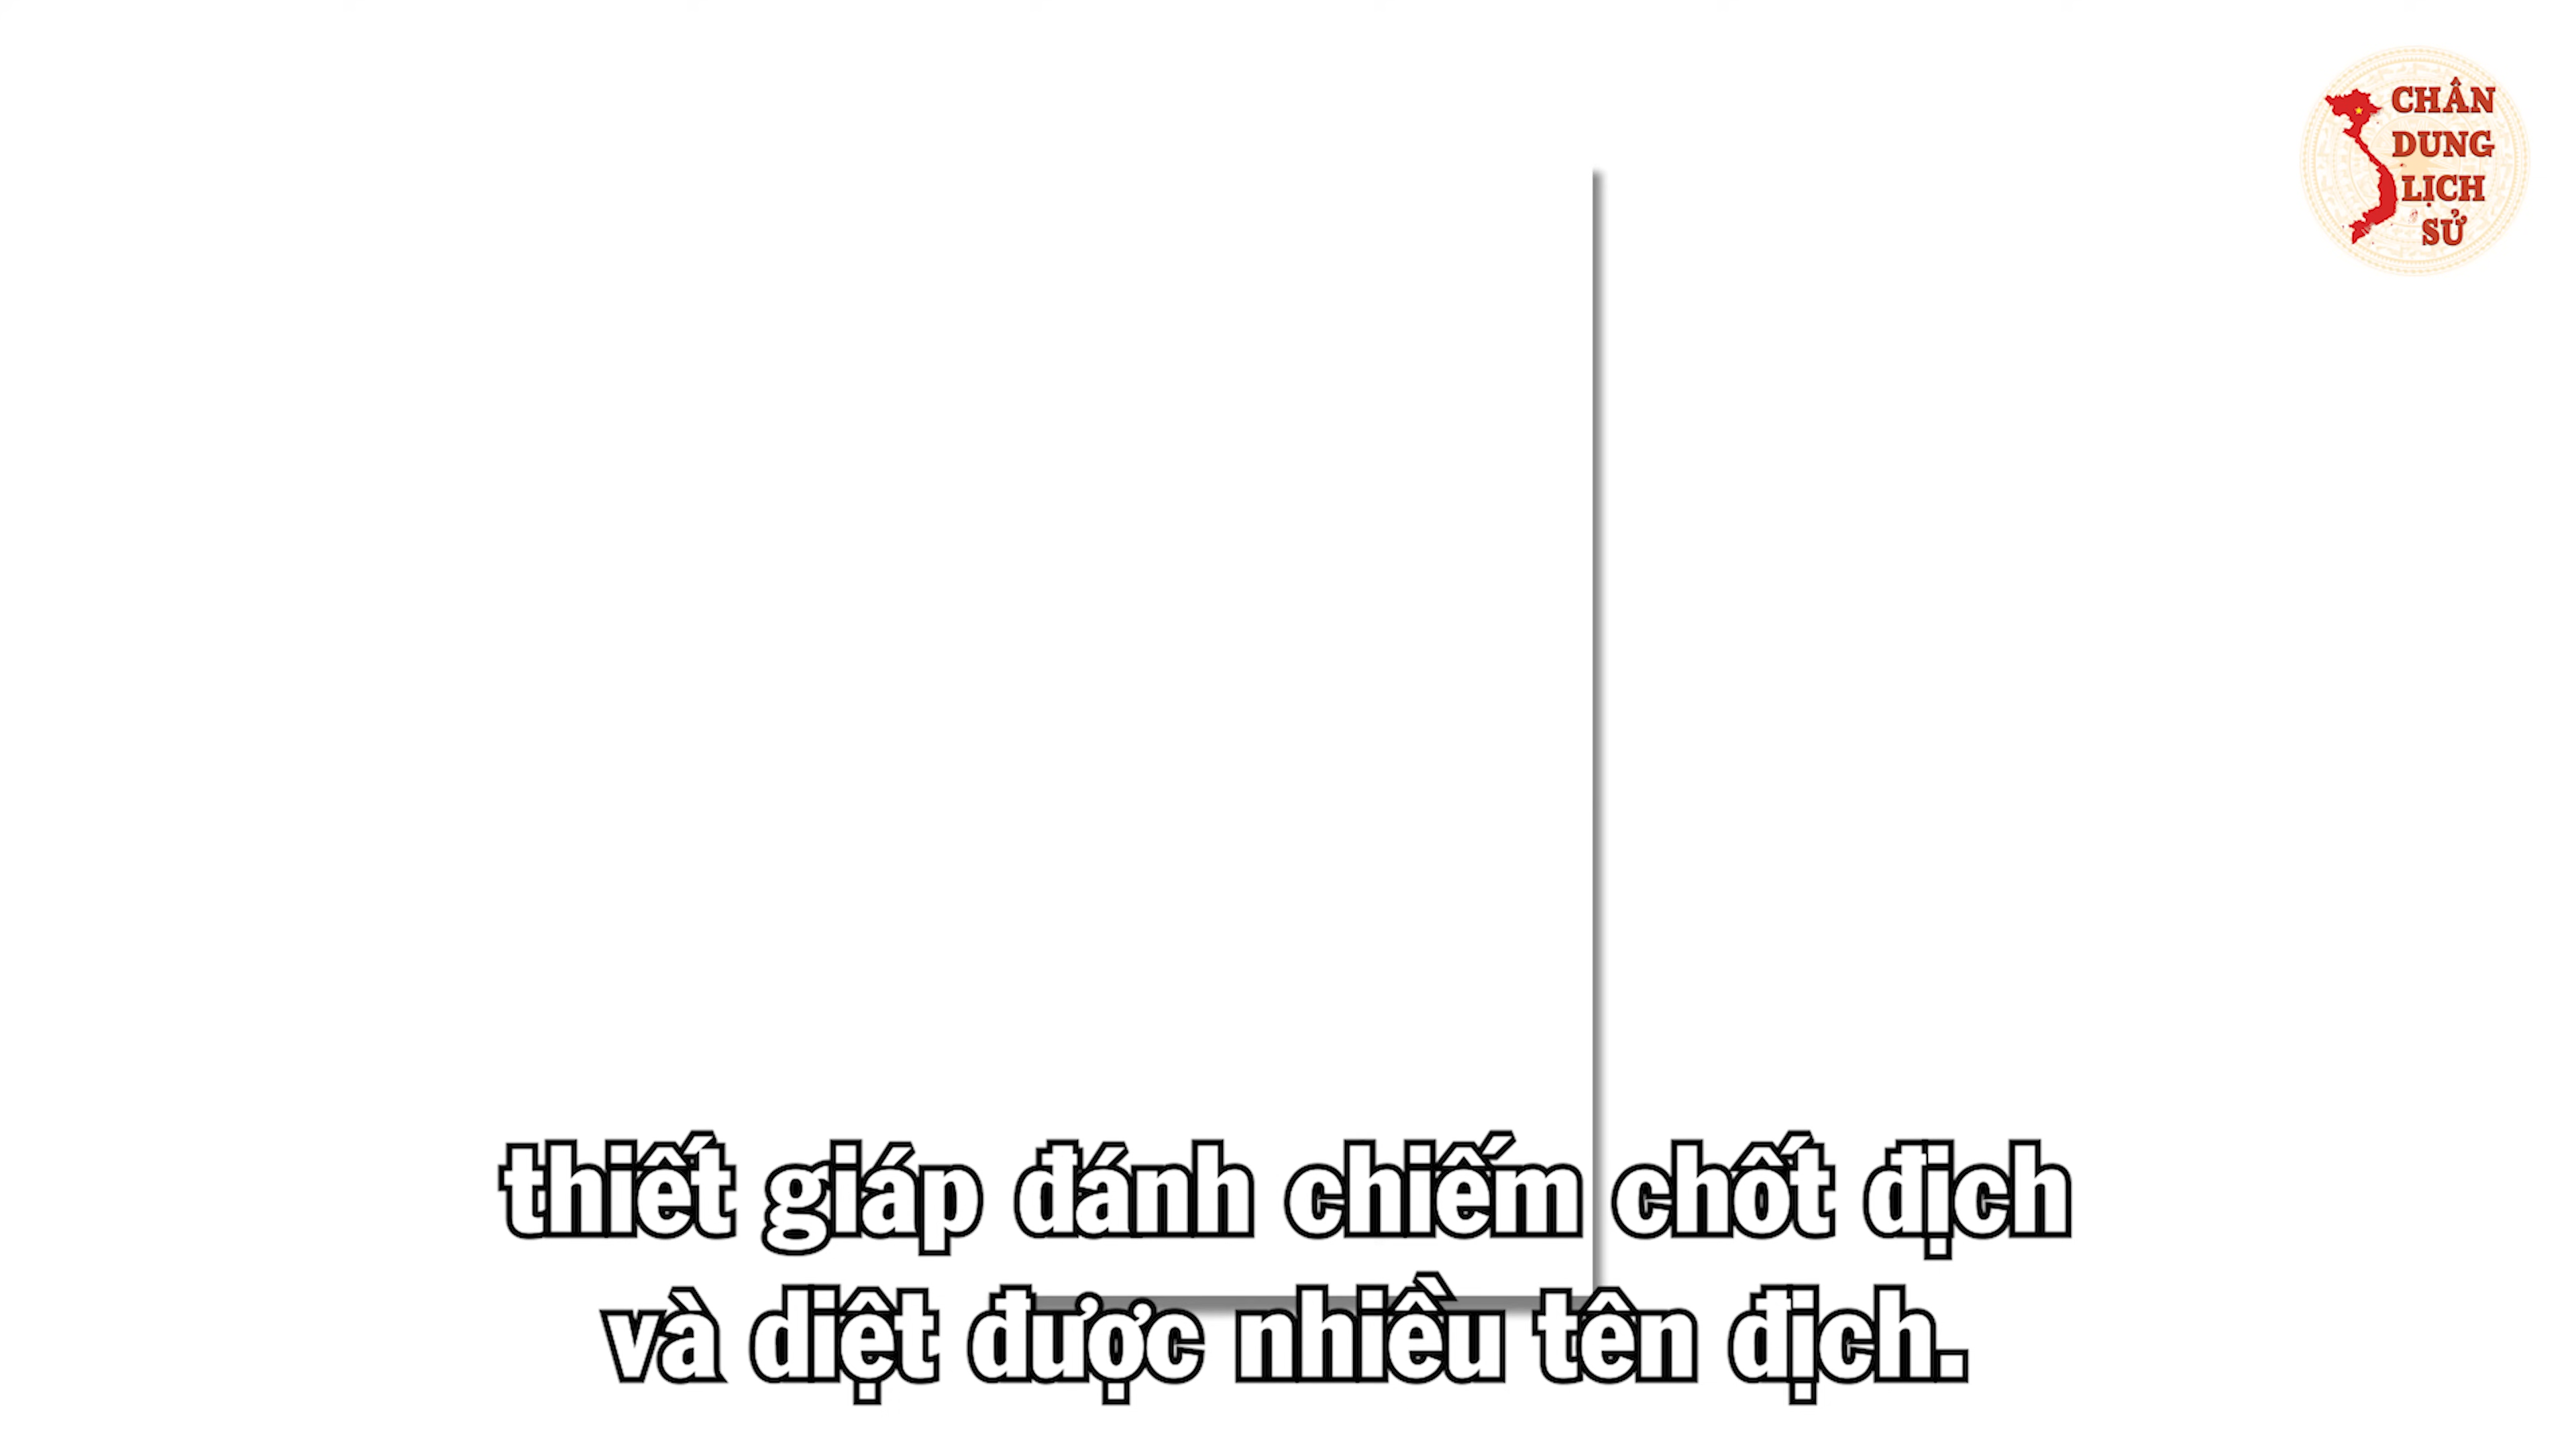 CHÂN
DUNG
LỊCH
SỬ
thiết giáp đánh chiếm chốt địch
và diệt được nhiều tên địch.